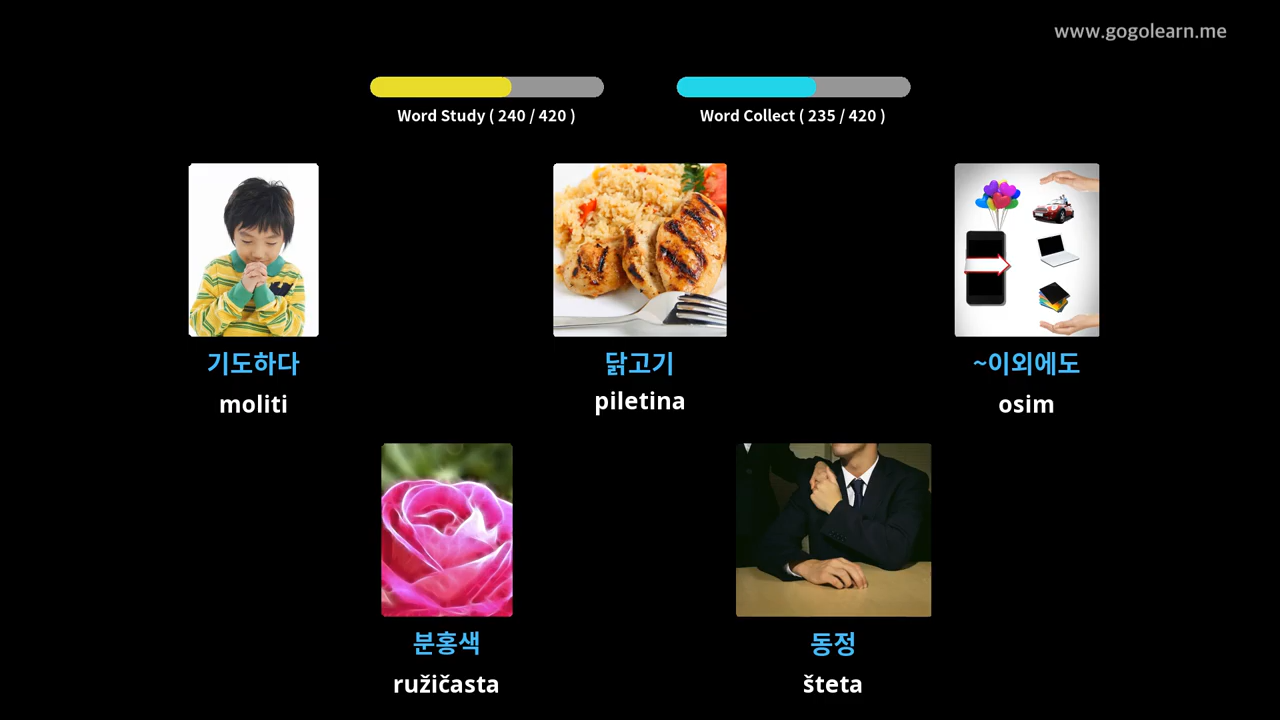 www.gogolearn.me
Word Study ( 240 / 420 )
Word Collect ( 235 / 420 )
기도하다
moliti
닭고기
piletina
~이외에도
osim
분홍색
ružičasta
동정
šteta